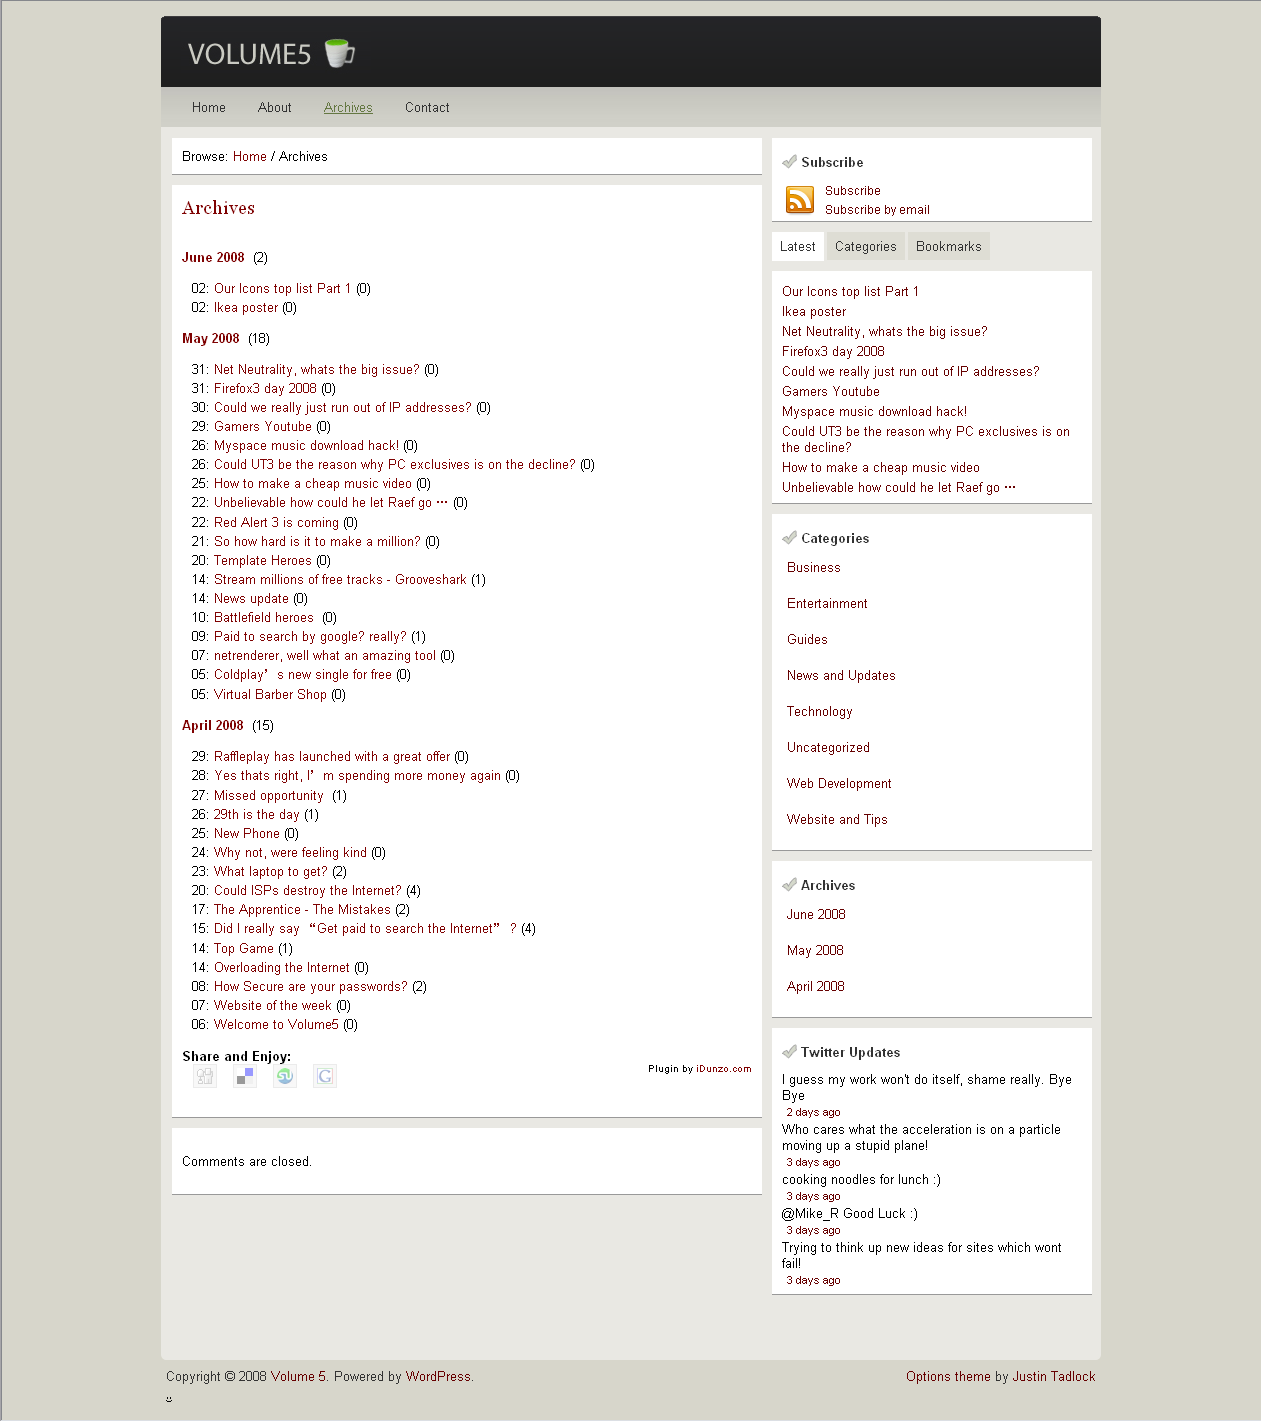 VOLUME5
Home About Archives Contact
Browse: Home / Archives
Archives
June 2008 (2)
02: Our Icons top list Part 1 (0)
02: Ikea poster (0)
May 2008 (18)
31: Net Neutrality, whats the big issue? (0)
31: Firefox3 day 2008 (0)
30: Could we really just run out of IP addresses? (0)
29: Gamers Youtube (0)
26: Myspace music download hack! (0)
26: Could UT3 be the reason why PC exclusives is on the decline? (0)
25: How to make a cheap music video (0)
22: Unbelievable how could he let Raef go … (0)
22: Red Alert 3 is coming (0)
21: So how hard is it to make a million? (0)
20: Template Heroes (0)
14: Stream millions of free tracks - Grooveshark (1)
14: News update (0)
10: Battlefield heroes (0)
09: Paid to search by google? really? (1)
07: netrenderer, well what an amazing tool (0)
05: Coldplay’s new single for free (0)
05: Virtual Barber Shop (0)
April 2008 (15)
29: Raffleplay has launched with a great offer (0)
28: Yes thats right, I’m spending more money again (0)
27: Missed opportunity (1)
26: 29th is the day (1)
25: New Phone (0)
24: Why not, were feeling kind (0)
23: What laptop to get? (2)
20: Could ISPs destroy the Internet? (4)
17: The Apprentice - The Mistakes (2)
15: Did I really say “Get paid to search the Internet” ? (4)
14: Top Game (1)
14: Overloading the Internet (0)
08: How Secure are your passwords? (2)
07: Website of the week (0)
06: Welcome to Volume5 (0)
Share and Enjoy:
Plugin by iDunzo.com
Comments are closed.
Subscribe
Subscribe
Subscribe by email
Latest Categories Bookmarks
Our Icons top list Part 1
Ikea poster
Net Neutrality, whats the big issue?
Firefox3 day 2008
Could we really just run out of IP addresses?
Gamers Youtube
Myspace music download hack!
Could UT3 be the reason why PC exclusives is on
the decline?
How to make a cheap music video
Unbelievable how could he let Raef go …
Categories
Business
Entertainment
Guides
News and Updates
Technology
Uncategorized
Web Development
Website and Tips
Archives
June 2008
May 2008
April 2008
Twitter Updates
I guess my work won't do itself, shame really. Bye
Bye
2 days ago
Who cares what the acceleration is on a particle
moving up a stupid plane!
3 days ago
cooking noodles for lunch :)
3 days ago
@Mike_R Good Luck :)
3 days ago
Trying to think up new ideas for sites which wont
fail!
3 days ago
Copyright © 2008 Volume 5. Powered by WordPress.
Options theme by Justin Tadlock